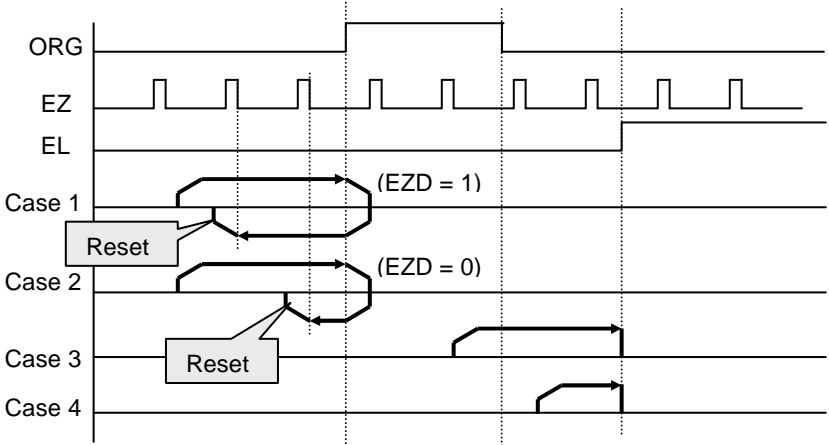 ORG
EZ
EL
(EZD = 1)
Case 1
Reset
(EZD = 0)
Case 2
Reset
Case 3
Case 4